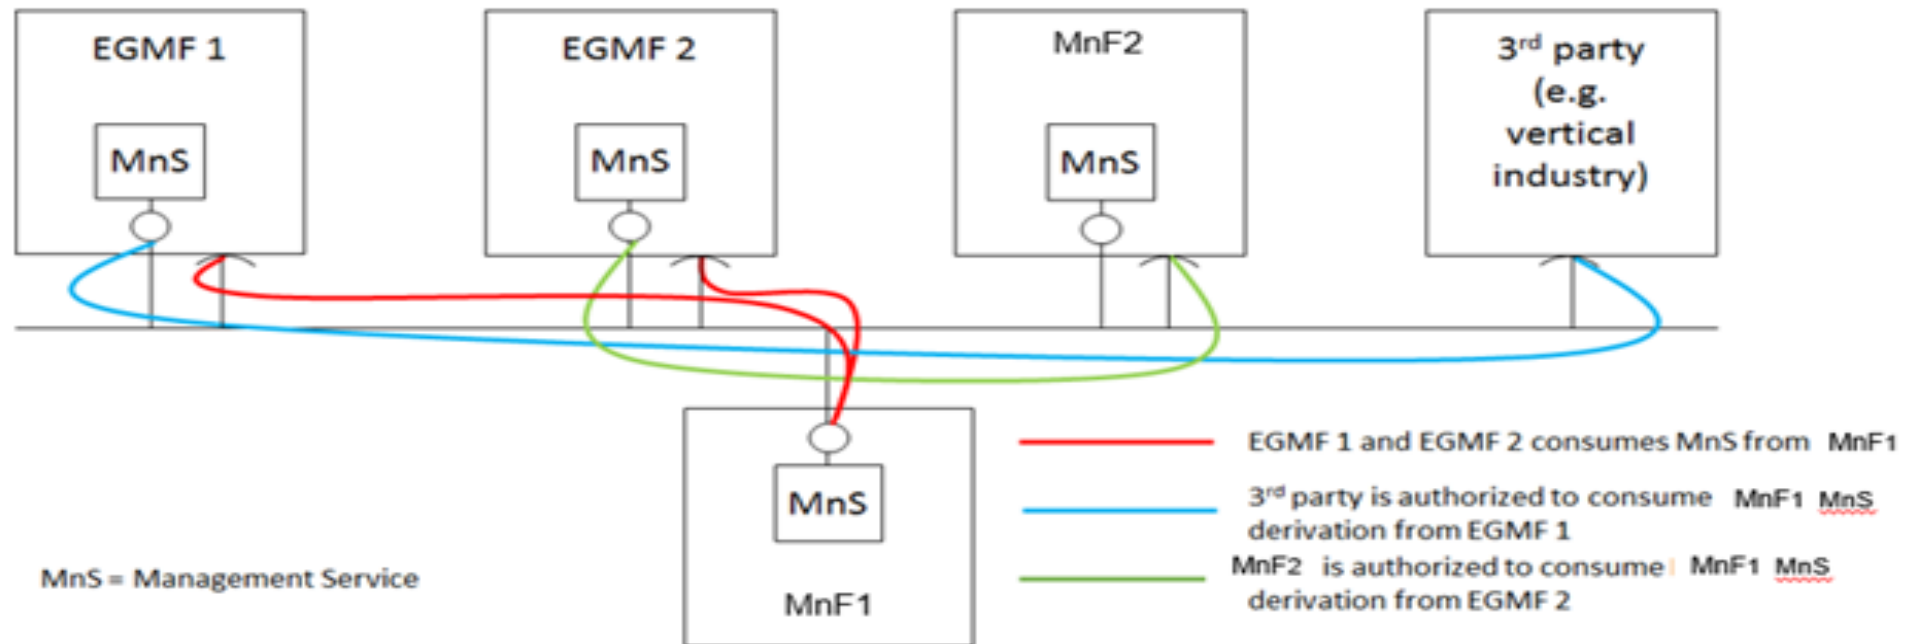 EGMF 1
EGMF 2
MnF2
3rd party
(e.g.
vertical
industry)
MnS
MnS
MnS
EGMF 1 and EGMF 2 consumes MnS from MnF1
3rd party is authorized to consume MnF1 MnS
derivation from EGMF 1
MnF2 is authorized to consume MnF1 MnS
derivation from EGMF 2
MnS
MnF1
MnS = Management Service